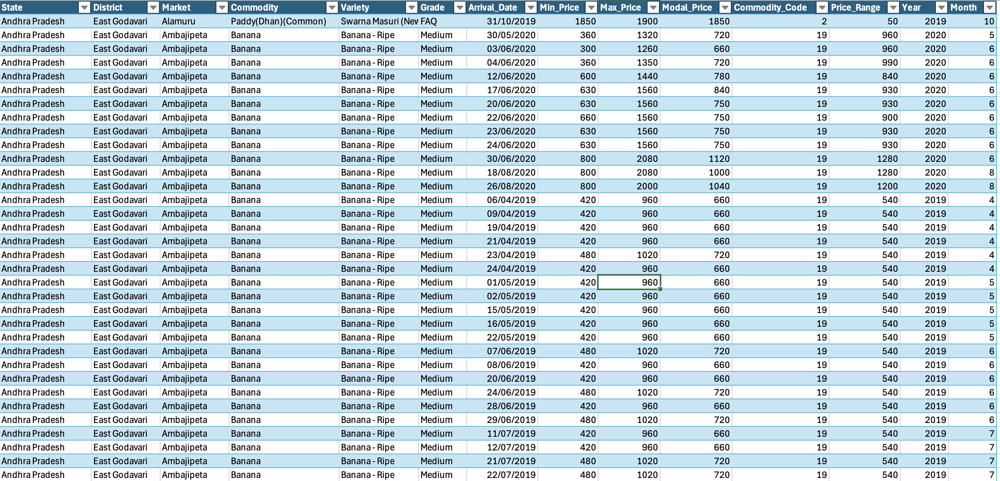 State District Market Commodity Variety Grade Arrival_Date Min_Price Max_Price Modal_Price Commodity_Code Price_Range Year Month
Andhra Pradesh East Godavari Alamuru Paddy(Dhan)(Common) Swarna Masuri (New FAQ 31/10/2019 1850 1900 1850 2 50 2019 10
Andhra Pradesh East Godavari Ambajipeta Banana Banana - Ripe Medium 30/05/2020 360 1320 720 19 960 2020 5
Andhra Pradesh East Godavari Ambajipeta Banana Banana - Ripe Medium 03/06/2020 300 1260 660 19 960 2020 6
Andhra Pradesh East Godavari Ambajipeta Banana Banana - Ripe Medium 04/06/2020 360 1350 720 19 990 2020 6
Andhra Pradesh East Godavari Ambajipeta Banana Banana - Ripe Medium 12/06/2020 600 1440 780 19 840 2020 6
Andhra Pradesh East Godavari Ambajipeta Banana Banana - Ripe Medium 17/06/2020 630 1560 840 19 930 2020 6
Andhra Pradesh East Godavari Ambajipeta Banana Banana - Ripe Medium 20/06/2020 630 1560 750 19 930 2020 6
Andhra Pradesh East Godavari Ambajipeta Banana Banana - Ripe Medium 22/06/2020 660 1560 750 19 900 2020 6
Andhra Pradesh East Godavari Ambajipeta Banana Banana - Ripe Medium 23/06/2020 630 1560 750 19 930 2020 6
Andhra Pradesh East Godavari Ambajipeta Banana Banana - Ripe Medium 24/06/2020 630 1560 750 19 930 2020 6
Andhra Pradesh East Godavari Ambajipeta Banana Banana - Ripe Medium 30/06/2020 800 2080 1120 19 1280 2020 6
Andhra Pradesh East Godavari Ambajipeta Banana Banana - Ripe Medium 18/08/2020 800 2080 1000 19 1280 2020 8
Andhra Pradesh East Godavari Ambajipeta Banana Banana - Ripe Medium 26/08/2020 800 2000 1040 19 1200 2020 8
Andhra Pradesh East Godavari Ambajipeta Banana Banana - Ripe Medium 06/04/2019 420 960 660 19 540 2019 4
Andhra Pradesh East Godavari Ambajipeta Banana Banana - Ripe Medium 09/04/2019 420 960 660 19 540 2019 4
Andhra Pradesh East Godavari Ambajipeta Banana Banana - Ripe Medium 19/04/2019 420 960 660 19 540 2019 4
Andhra Pradesh East Godavari Ambajipeta Banana Banana - Ripe Medium 21/04/2019 420 960 660 19 540 2019 4
Andhra Pradesh East Godavari Ambajipeta Banana Banana - Ripe Medium 23/04/2019 480 1020 720 19 540 2019 4
Andhra Pradesh East Godavari Ambajipeta Banana Banana - Ripe Medium 24/04/2019 420 960 660 19 540 2019 4
Andhra Pradesh East Godavari Ambajipeta Banana Banana - Ripe Medium 01/05/2019 420 960 660 19 540 2019 5
Andhra Pradesh East Godavari Ambajipeta Banana Banana - Ripe Medium 02/05/2019 420 960 660 19 540 2019 5
Andhra Pradesh East Godavari Ambajipeta Banana Banana - Ripe Medium 15/05/2019 420 960 660 19 540 2019 5
Andhra Pradesh East Godavari Ambajipeta Banana Banana - Ripe Medium 16/05/2019 420 960 660 19 540 2019 5
Andhra Pradesh East Godavari Ambajipeta Banana Banana - Ripe Medium 22/05/2019 420 960 660 19 540 2019 5
Andhra Pradesh East Godavari Ambajipeta Banana Banana - Ripe Medium 07/06/2019 480 1020 720 19 540 2019 6
Andhra Pradesh East Godavari Ambajipeta Banana Banana - Ripe Medium 08/06/2019 420 960 660 19 540 2019 6
Andhra Pradesh East Godavari Ambajipeta Banana Banana - Ripe Medium 20/06/2019 420 960 660 19 540 2019 6
Andhra Pradesh East Godavari Ambajipeta Banana Banana - Ripe Medium 24/06/2019 480 1020 720 19 540 2019 6
Andhra Pradesh East Godavari Ambajipeta Banana Banana - Ripe Medium 28/06/2019 420 960 660 19 540 2019 6
Andhra Pradesh East Godavari Ambajipeta Banana Banana - Ripe Medium 29/06/2019 480 1020 720 19 540 2019 6
Andhra Pradesh East Godavari Ambajipeta Banana Banana - Ripe Medium 11/07/2019 420 960 660 19 540 2019 7
Andhra Pradesh East Godavari Ambajipeta Banana Banana - Ripe Medium 12/07/2019 420 960 660 19 540 2019 7
Andhra Pradesh East Godavari Ambajipeta Banana Banana - Ripe Medium 21/07/2019 480 1020 720 19 540 2019 7
Andhra Pradesh East Godavari Ambajipeta Banana Banana - Ripe Medium 22/07/2019 480 1020 720 19 540 2019 7